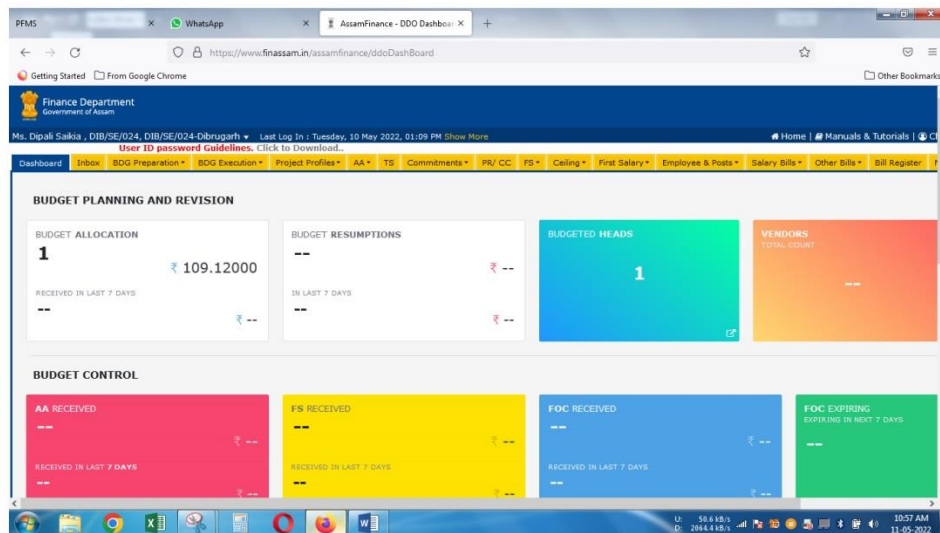 PFMS
WhatsApp
AssamFinance - DDO Dashboar
https://www.finassam.in/assamfinance/ddoDashBoard
Getting Started From Google Chrome Other Bookmarks
Finance Department
Government of Assam
Ms. Dipali Saikia , DIB/SE/024, DIB/SE/024-Dibrugarh Last Log In : Tuesday, 10 May 2022, 01:09 PM Show More Home | Manuals & Tutorials |
User ID password Guidelines. Click to Download..
Dashboard Inbox BDG Preparation BDG Execution Project Profiles AA TS Commitments PR/ CC FS Ceiling First Salary Employee & Posts Salary Bills Other Bills Bill Register
BUDGET PLANNING AND REVISION
BUDGET ALLOCATION
1
₹ 109.12000
RECEIVED IN LAST 7 DAYS
--
₹ --
BUDGET RESUMPTIONS
--
₹ --
IN LAST 7 DAYS
--
₹ --
BUDGETED HEADS
1
VENDORS
TOTAL COUNT
--
BUDGET CONTROL
AA RECEIVED
--
₹ --
RECEIVED IN LAST 7 DAYS
--
₹ --
FS RECEIVED
--
₹ --
RECEIVED IN LAST 7 DAYS
--
₹ --
FOC RECEIVED
--
₹ --
RECEIVED IN LAST 7 DAYS
--
₹ --
FOC EXPIRING
EXPIRING IN NEXT 7 DAYS
--
U: 50.6 kB/s
D: 2064.4 kB/s
10:57 AM
11-05-2022